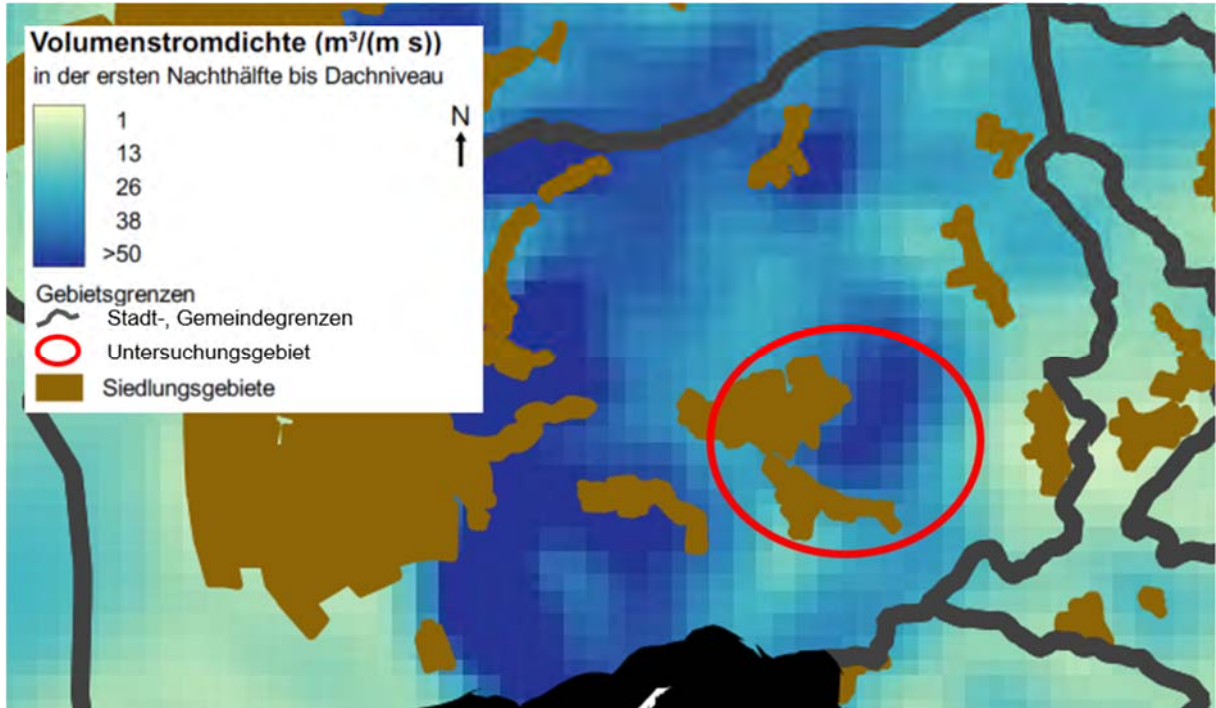 Volumenstromdichte (m³/(m s))
in der ersten Nachthälfte bis Dachniveau
1
13
26
38
>50
N
Gebietsgrenzen
Stadt-, Gemeindegrenzen
Untersuchungsgebiet
Siedlungsgebiete